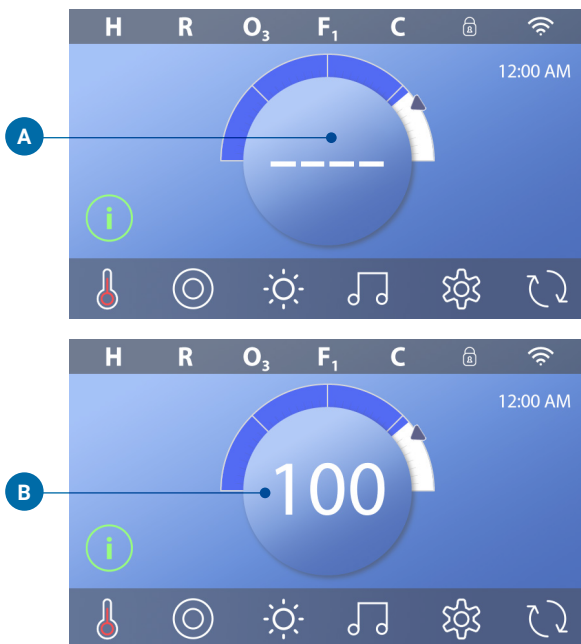 H R O₃ F₁ C
12:00 AM
A
– – – –
i
H R O₃ F₁ C
12:00 AM
B
100
i